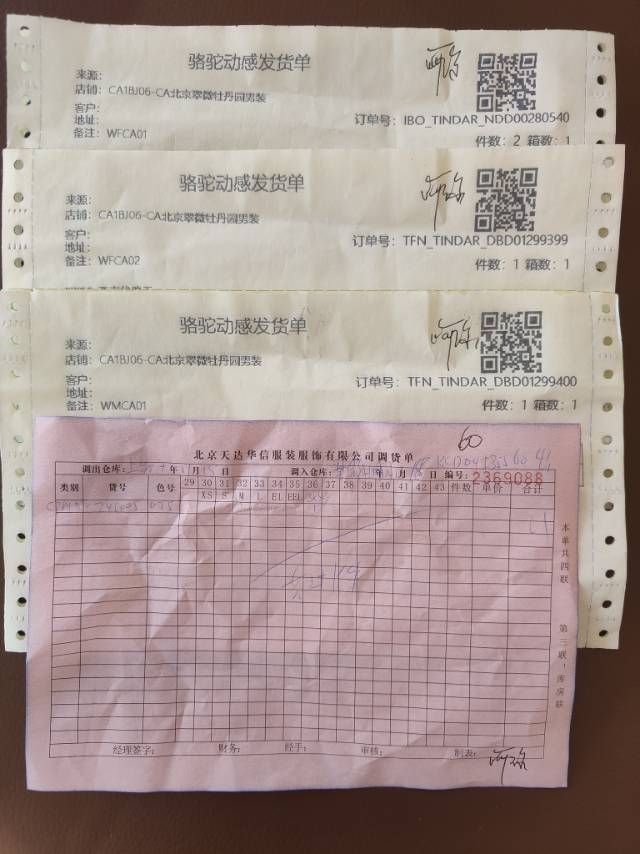 骆驼动感发货单
来源：
店铺：CA1BJ06-CA北京翠微牡丹园男装
客户：
地址：
订单号：IBO_TINDAR_NDD00280540
备注：WFCA01
件数：2 箱数：1
骆驼动感发货单
来源：
店铺：CA1BJ06-CA北京翠微牡丹园男装
客户：
订单号：TFN_TINDAR_DBD01299399
地址：
备注：WFCA02
件数：1 箱数：1
骆驼动感发货单
来源：
店铺：CA1BJ06-CA北京翠微牡丹园男装
客户：
订单号：TFN_TINDAR_DBD01299400
地址：
备注：WMCA01
件数：1 箱数：1
60
北京天达华信服装服饰有限公司调货单
调出仓库： 年 月 日 调入仓库： 年 月 日 编号：2369088
类别 货号 色号 29 30 31 32 33 34 35 36 37 38 39 40 41 42 43 件数 单价 合计
XS S M L EL EEL
本单共四联
第三联：库房联
经理签字： 财务： 经手： 审核： 制表：